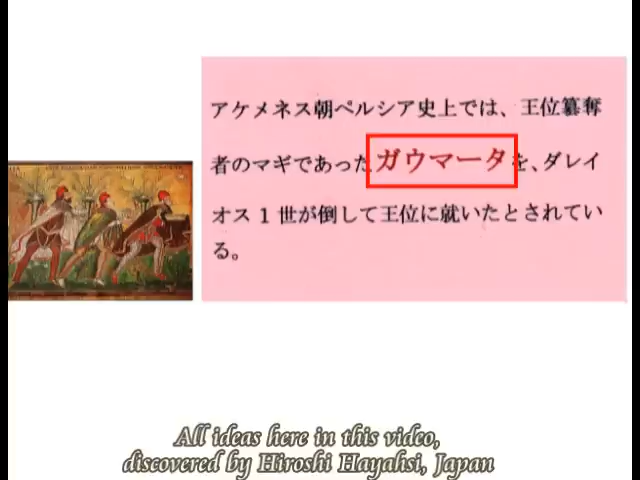 アケメネス朝ペルシア史上では、王位簒奪
者のマギであったガウマータを、ダレイ
オス１世が倒して王位に就いたとされてい
る。
All ideas here in this video,
discovered by Hiroshi Hayahsi, Japan